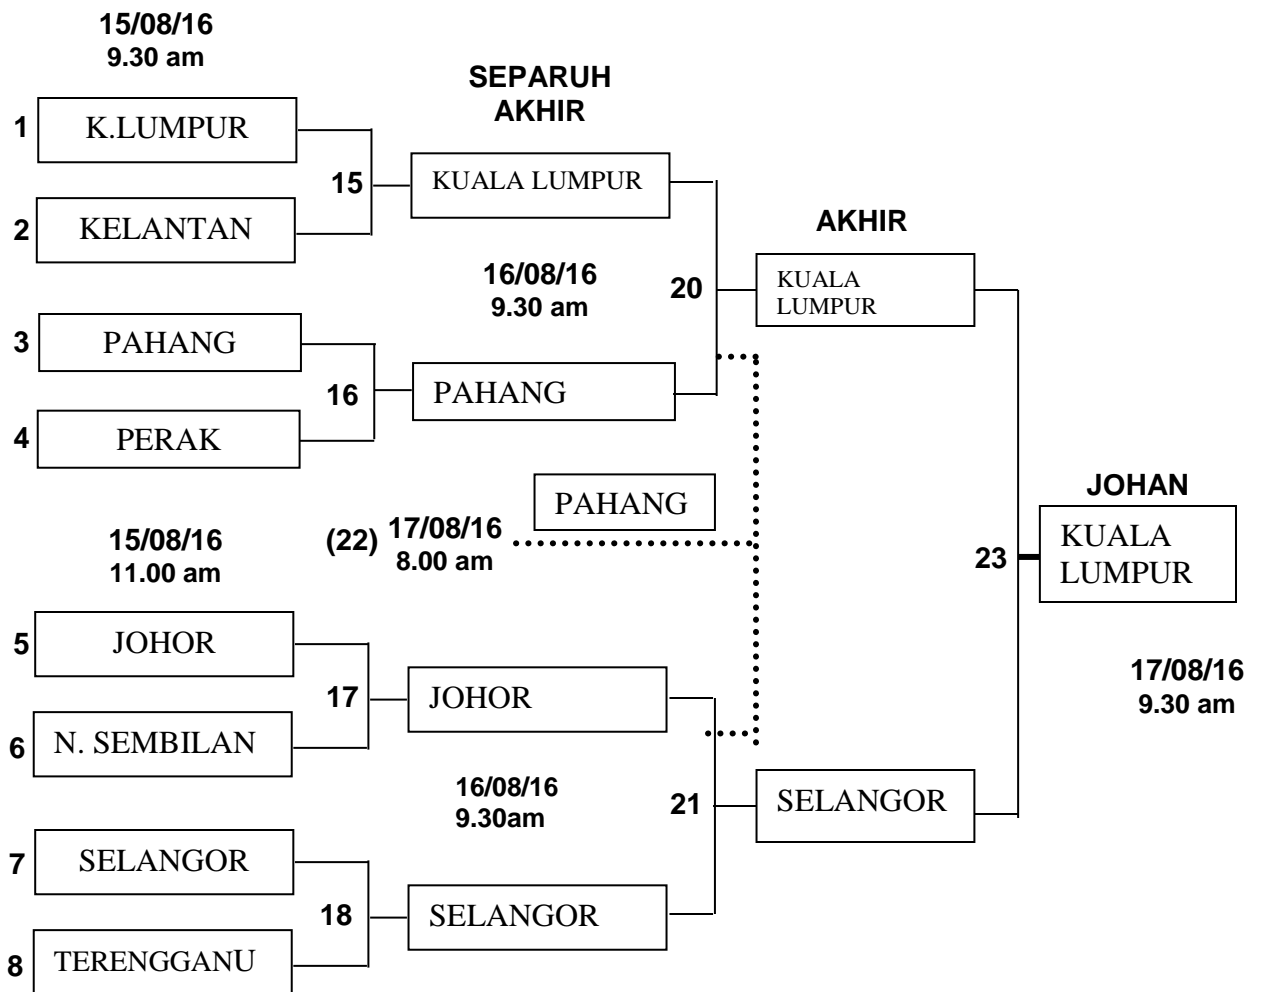 15/08/16
9.30 am
SEPARUH
AKHIR
1
K.LUMPUR
15
KUALA LUMPUR
2
KELANTAN
AKHIR
16/08/16
9.30 am
20
KUALA
LUMPUR
3
PAHANG
16
PAHANG
4
PERAK
PAHANG
(22)
17/08/16
8.00 am
15/08/16
11.00 am
JOHAN
KUALA
LUMPUR
23
5
JOHOR
17
JOHOR
6
N. SEMBILAN
17/08/16
9.30 am
16/08/16
9.30am
21
SELANGOR
7
SELANGOR
18
SELANGOR
8
TERENGGANU